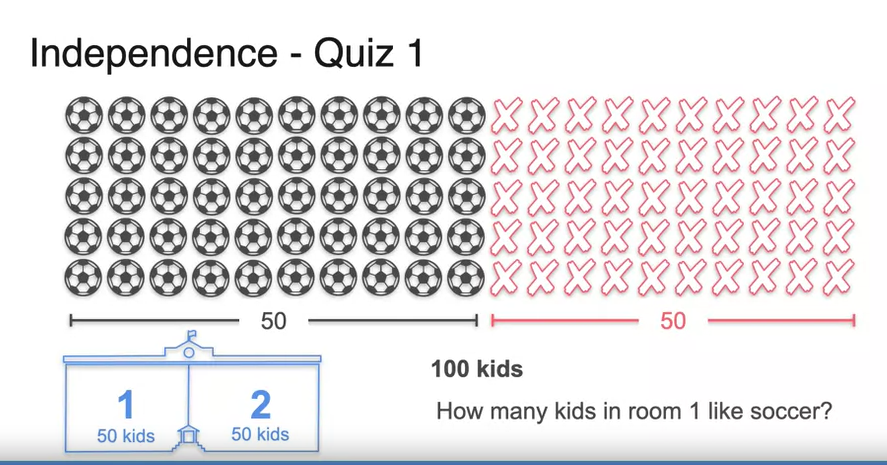 Independence - Quiz 1
50
50
1
50 kids
2
50 kids
100 kids
How many kids in room 1 like soccer?